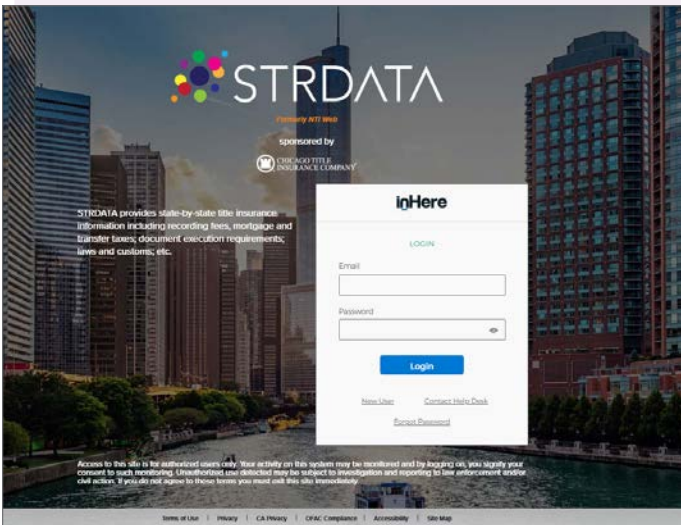 STRDATA
Formerly NTI Web
sponsored by
CHICAGO TITLE
INSURANCE COMPANY
STRDATA provides state-by-state title insurance
information including recording fees, mortgage and
transfer taxes; document execution requirements;
laws and customs; etc.
inHere
LOGIN
Email
Password
Login
New User Contact Help Desk
Forgot Password
Access to this site is for authorized users only. Your activity on this system may be monitored and by logging on, you signify your
consent to such monitoring. Unauthorized use detected may be subject to investigation and reporting to law enforcement and/or
civil action. If you do not agree to these terms you must exit this site immediately.
Terms of Use | Privacy | CA Privacy | OFAC Compliance | Accessibility | Site Map